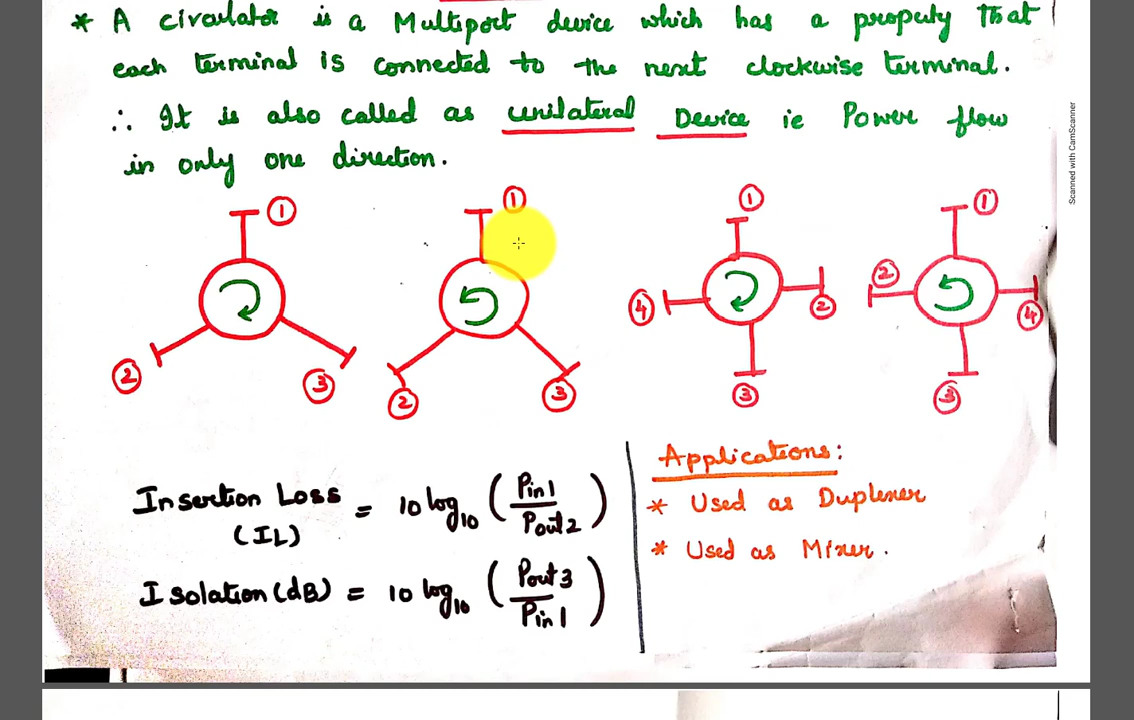 * A circulator is a Multiport device which has a property that
each terminal is connected to the next clockwise terminal.
∴ It is also called as unilateral Device ie Power flow
in only one direction.
1 1 1 1
4 2 2 4
2 3 2 3 3 3
Insertion Loss = 10 log10 (Pin1 / Pout2)
(IL)
Isolation (dB) = 10 log10 (Pout3 / Pin1)
Applications:
* Used as Duplexer
* Used as Mixer.
Scanned with CamScanner